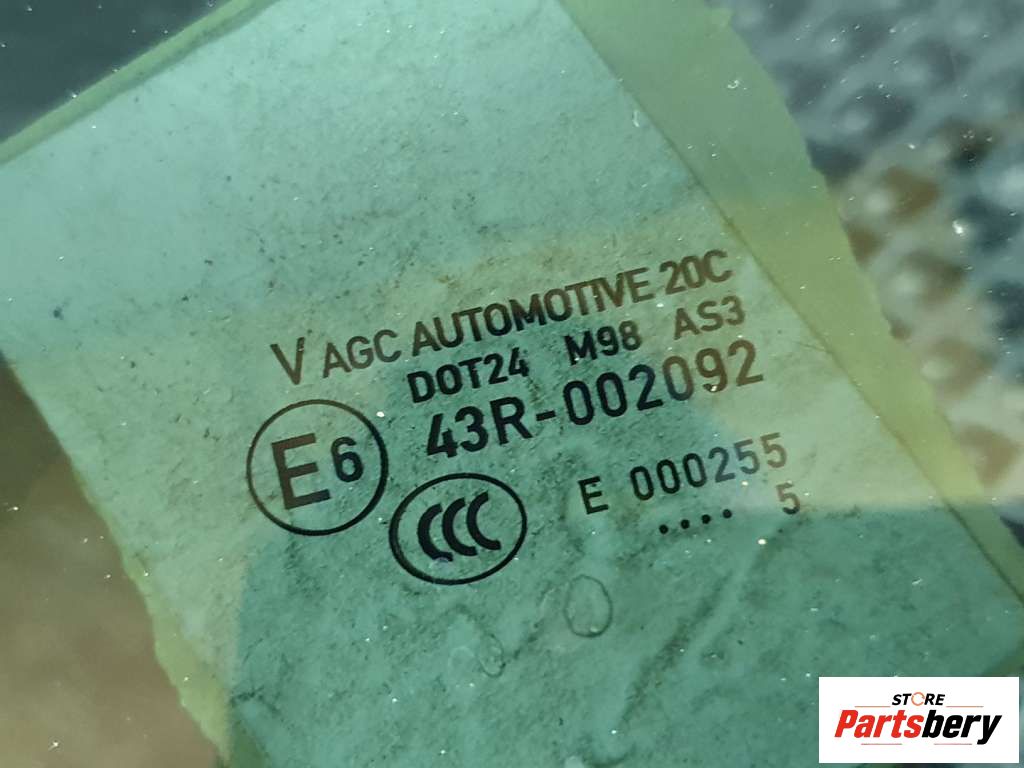 V AGC AUTOMOTIVE 20C
DOT24 M98 AS3
43R-002092
E6
CCC
E 000255
.... 5
STORE
Partsbery